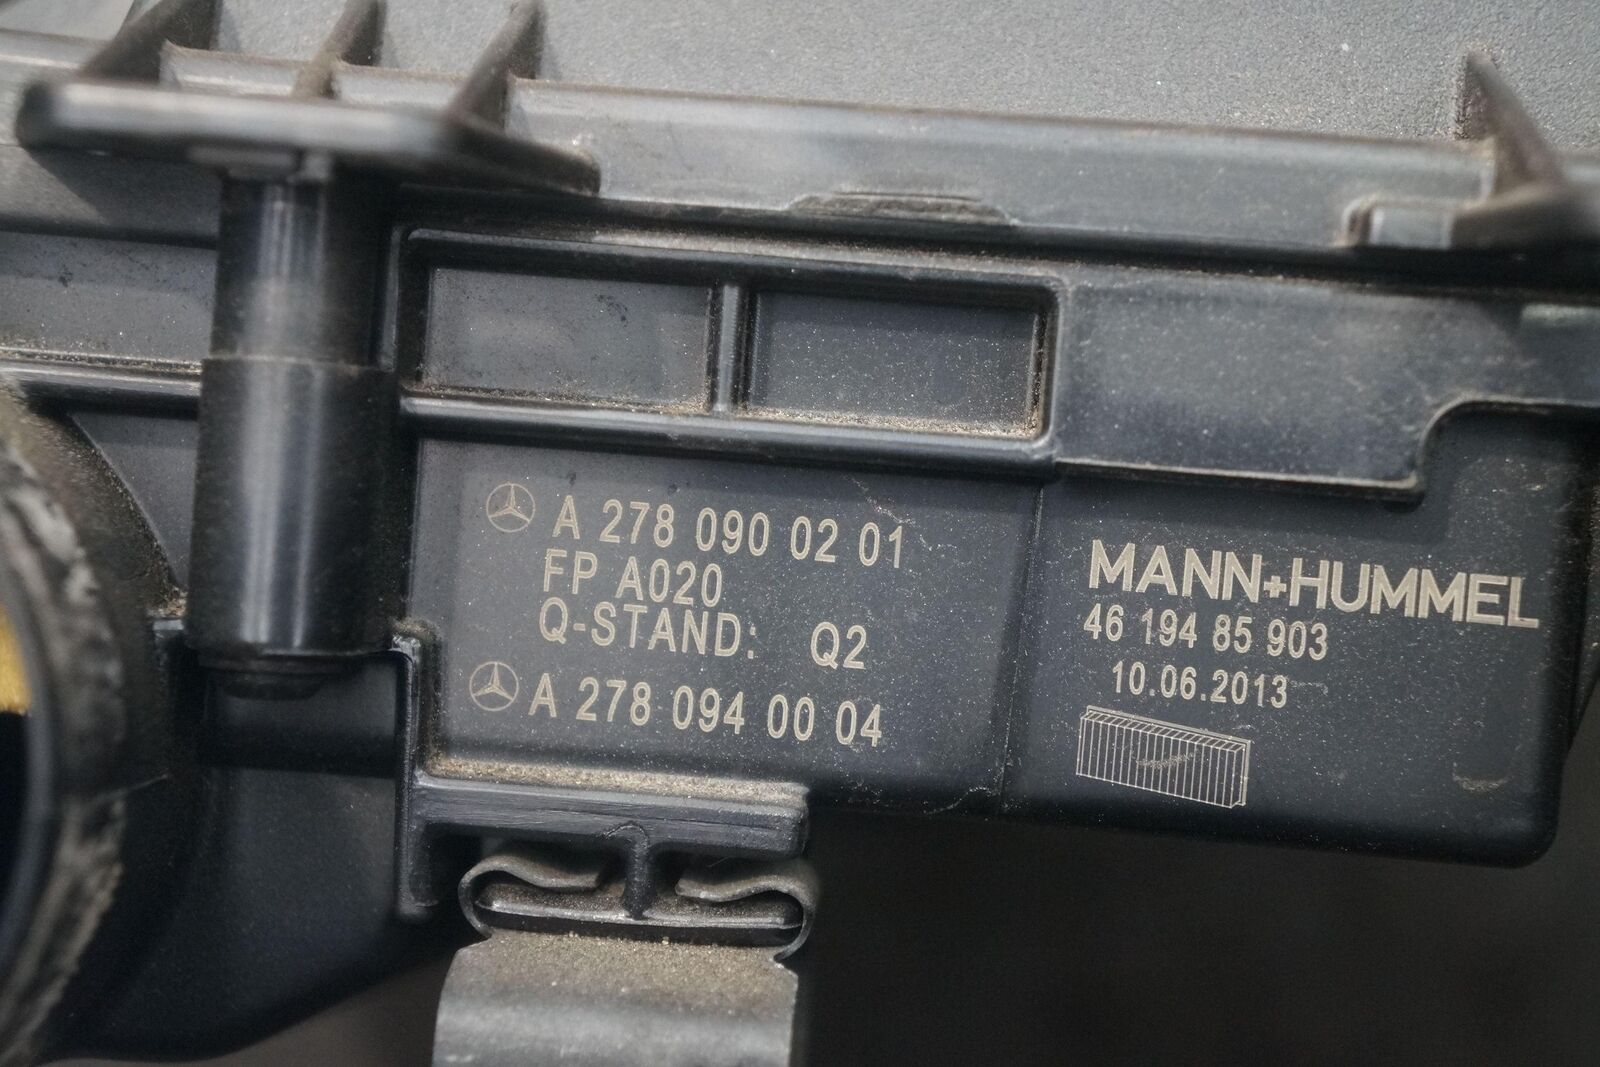 A 278 090 02 01
FP A020
Q-STAND: Q2
A 278 094 00 04
MANN+HUMMEL
46 194 85 903
10.06.2013